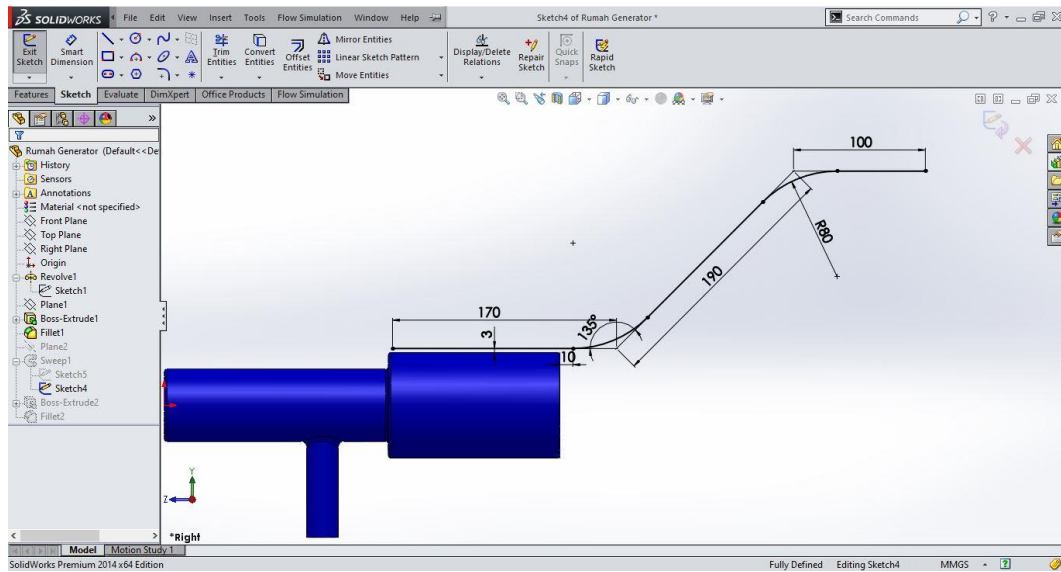 SOLIDWORKS File Edit View Insert Tools Flow Simulation Window Help Sketch4 of Rumah Generator * Search Commands
Exit Sketch
Smart Dimension
Trim Entities
Convert Entities
Offset Entities
Mirror Entities
Linear Sketch Pattern
Move Entities
Display/Delete Relations
Repair Sketch
Quick Snaps
Rapid Sketch
Features Sketch Evaluate DimXpert Office Products Flow Simulation
Rumah Generator (Default<<De
History
Sensors
Annotations
Material <not specified>
Front Plane
Top Plane
Right Plane
Origin
Revolve1
Sketch1
Plane1
Boss-Extrude1
Fillet1
Plane2
Sweep1
Sketch5
Sketch4
Boss-Extrude2
Fillet2
100
R80
190
170
135°
3
10
Y
Z
*Right
Model Motion Study 1
SolidWorks Premium 2014 x64 Edition Fully Defined Editing Sketch4 MMGS